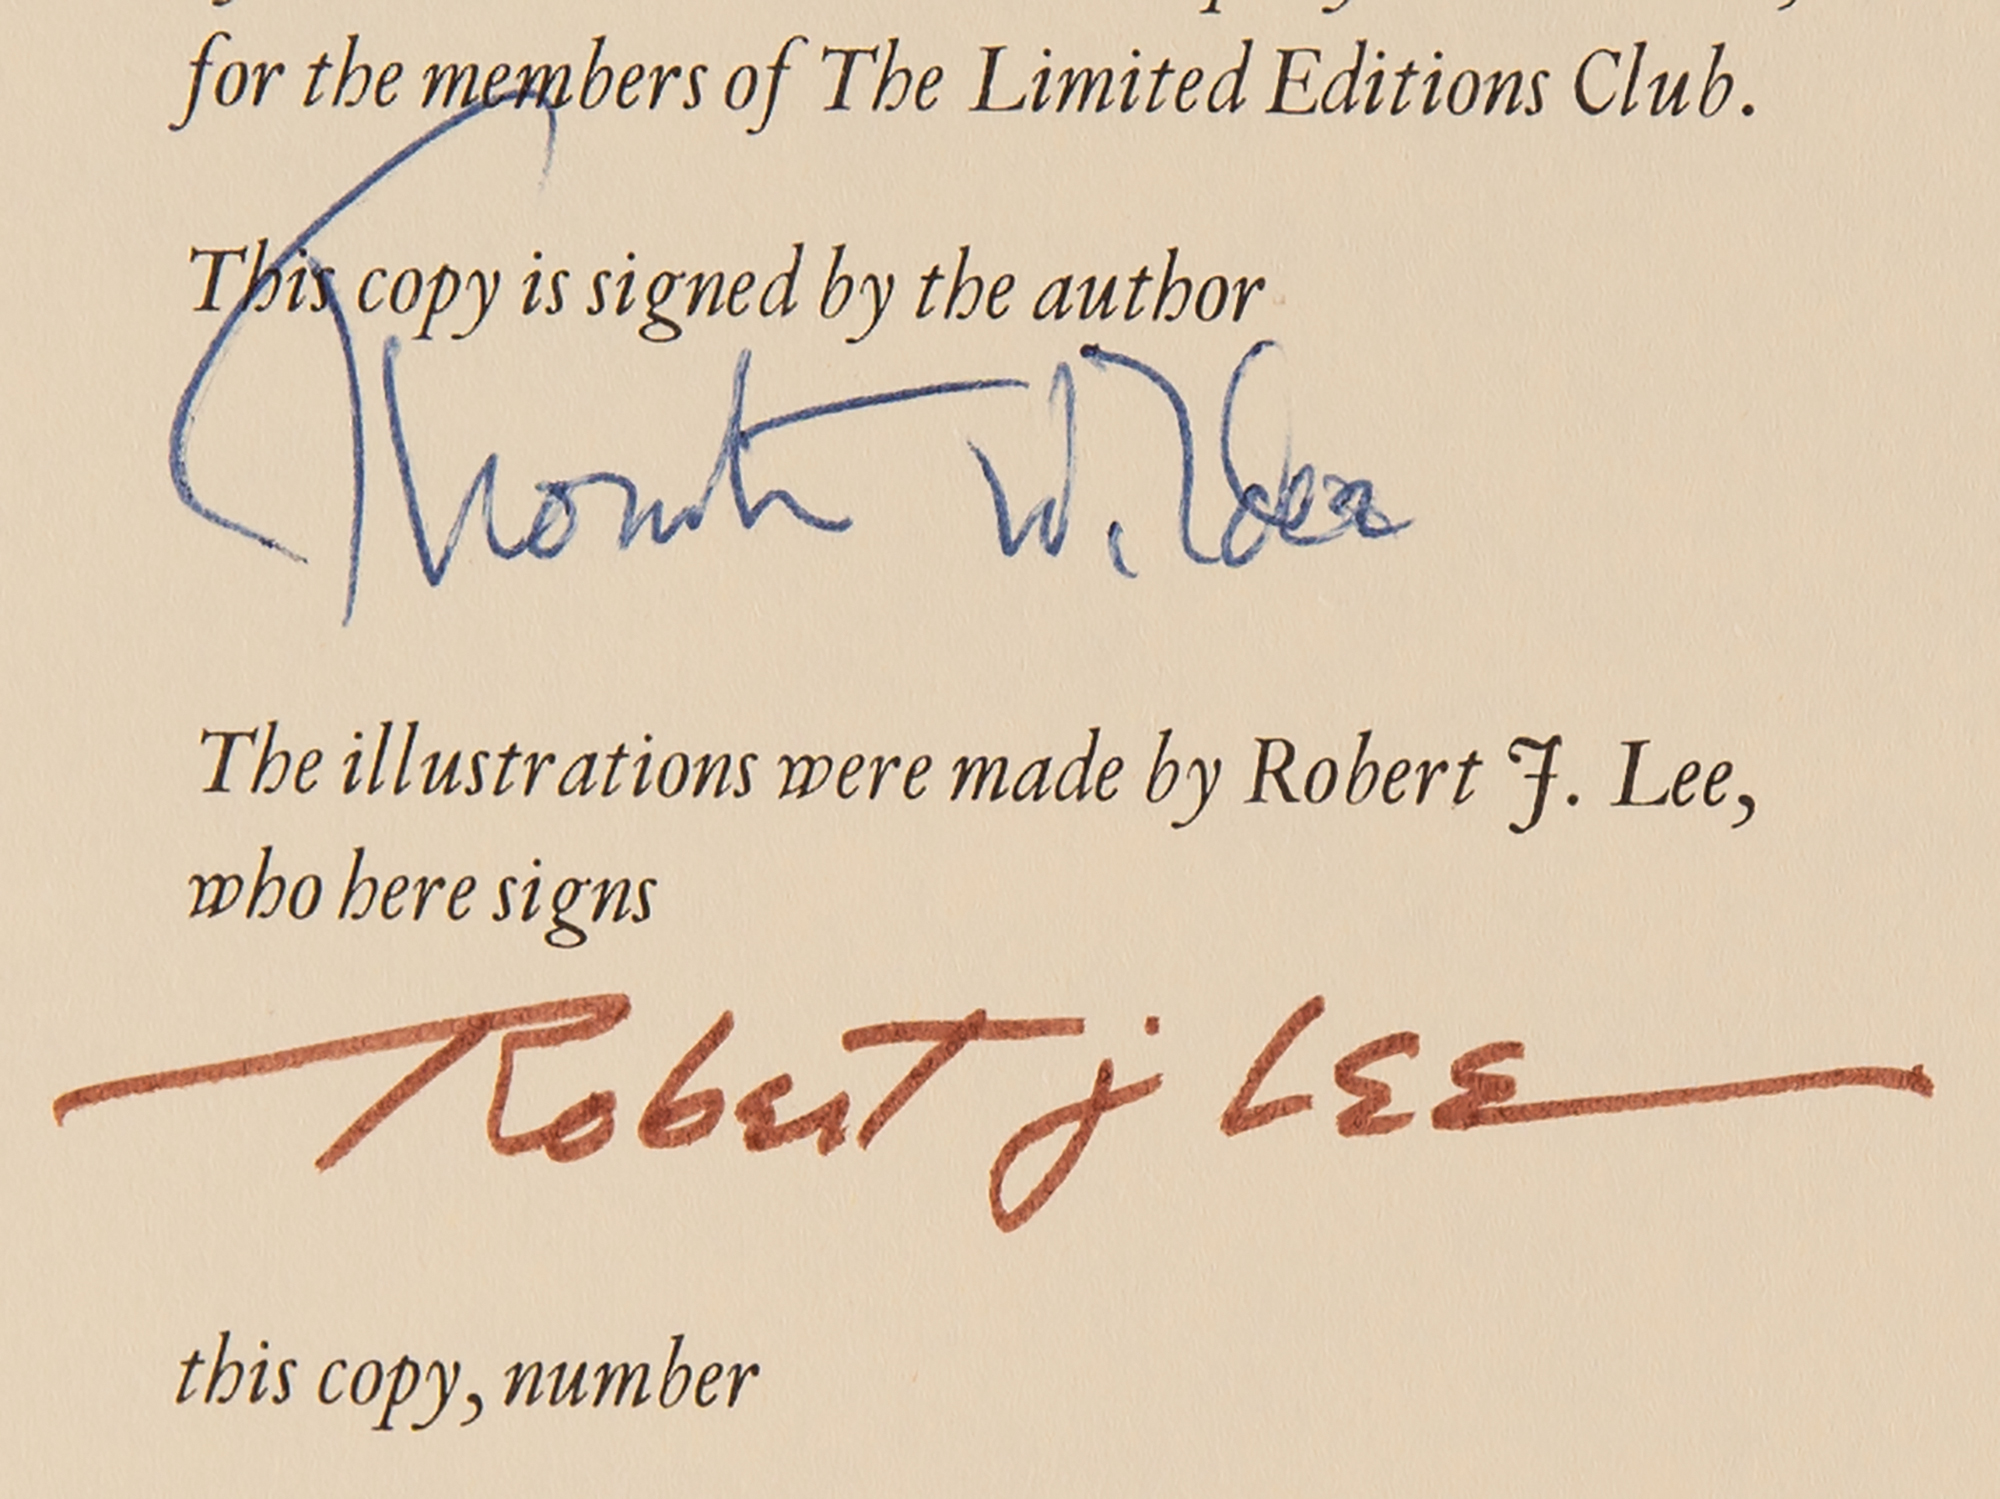 for the members of The Limited Editions Club.
This copy is signed by the author
Thornton Wilder
The illustrations were made by Robert J. Lee,
who here signs
Robert j LEE
this copy, number